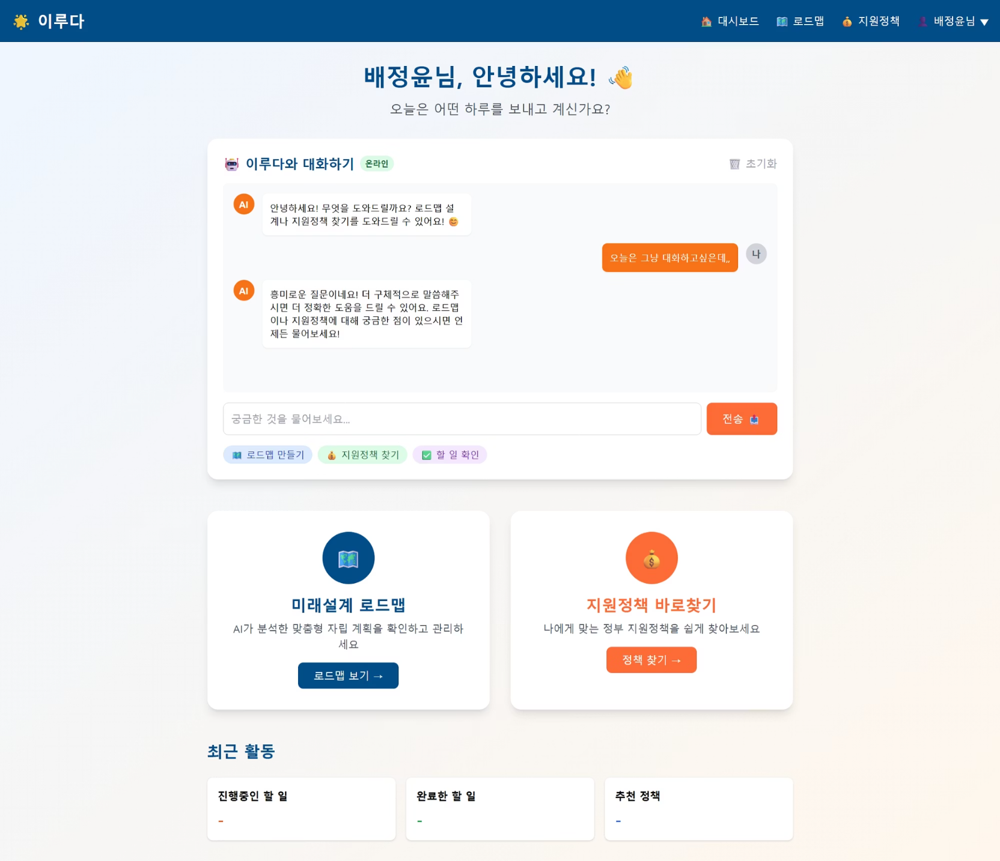 이루다
대시보드
로드맵
지원정책
배정윤님 ▼
배정윤님, 안녕하세요! 👋
오늘은 어떤 하루를 보내고 계신가요?
이루다와 대화하기
온라인
초기화
AI
안녕하세요! 무엇을 도와드릴까요? 로드맵 설
계나 지원정책 찾기를 도와드릴 수 있어요! 😊
오늘은 그냥 대화하고싶은데,,
나
AI
흥미로운 질문이네요! 더 구체적으로 말씀해주
시면 더 정확한 도움을 드릴 수 있어요. 로드맵
이나 지원정책에 대해 궁금한 점이 있으시면 언
제든 물어보세요!
궁금한 것을 물어보세요...
전송
로드맵 만들기
지원정책 찾기
할 일 확인
미래설계 로드맵
AI가 분석한 맞춤형 자립 계획을 확인하고 관리하
세요
로드맵 보기 →
지원정책 바로찾기
나에게 맞는 정부 지원정책을 쉽게 찾아보세요
정책 찾기 →
최근 활동
진행중인 할 일
-
완료한 할 일
-
추천 정책
-